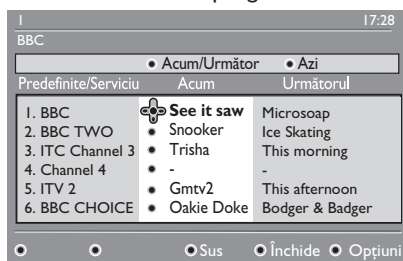 1 17:28
BBC
Acum/Următor Azi
Predefinite/Serviciu Acum Următorul
1. BBC See it saw Microsoap
2. BBC TWO Snooker Ice Skating
3. ITC Channel 3 Trisha This morning
4. Channel 4 - -
5. ITV 2 Gmtv2 This afternoon
6. BBC CHOICE Oakie Doke Bodger & Badger
Sus Închide Opțiuni